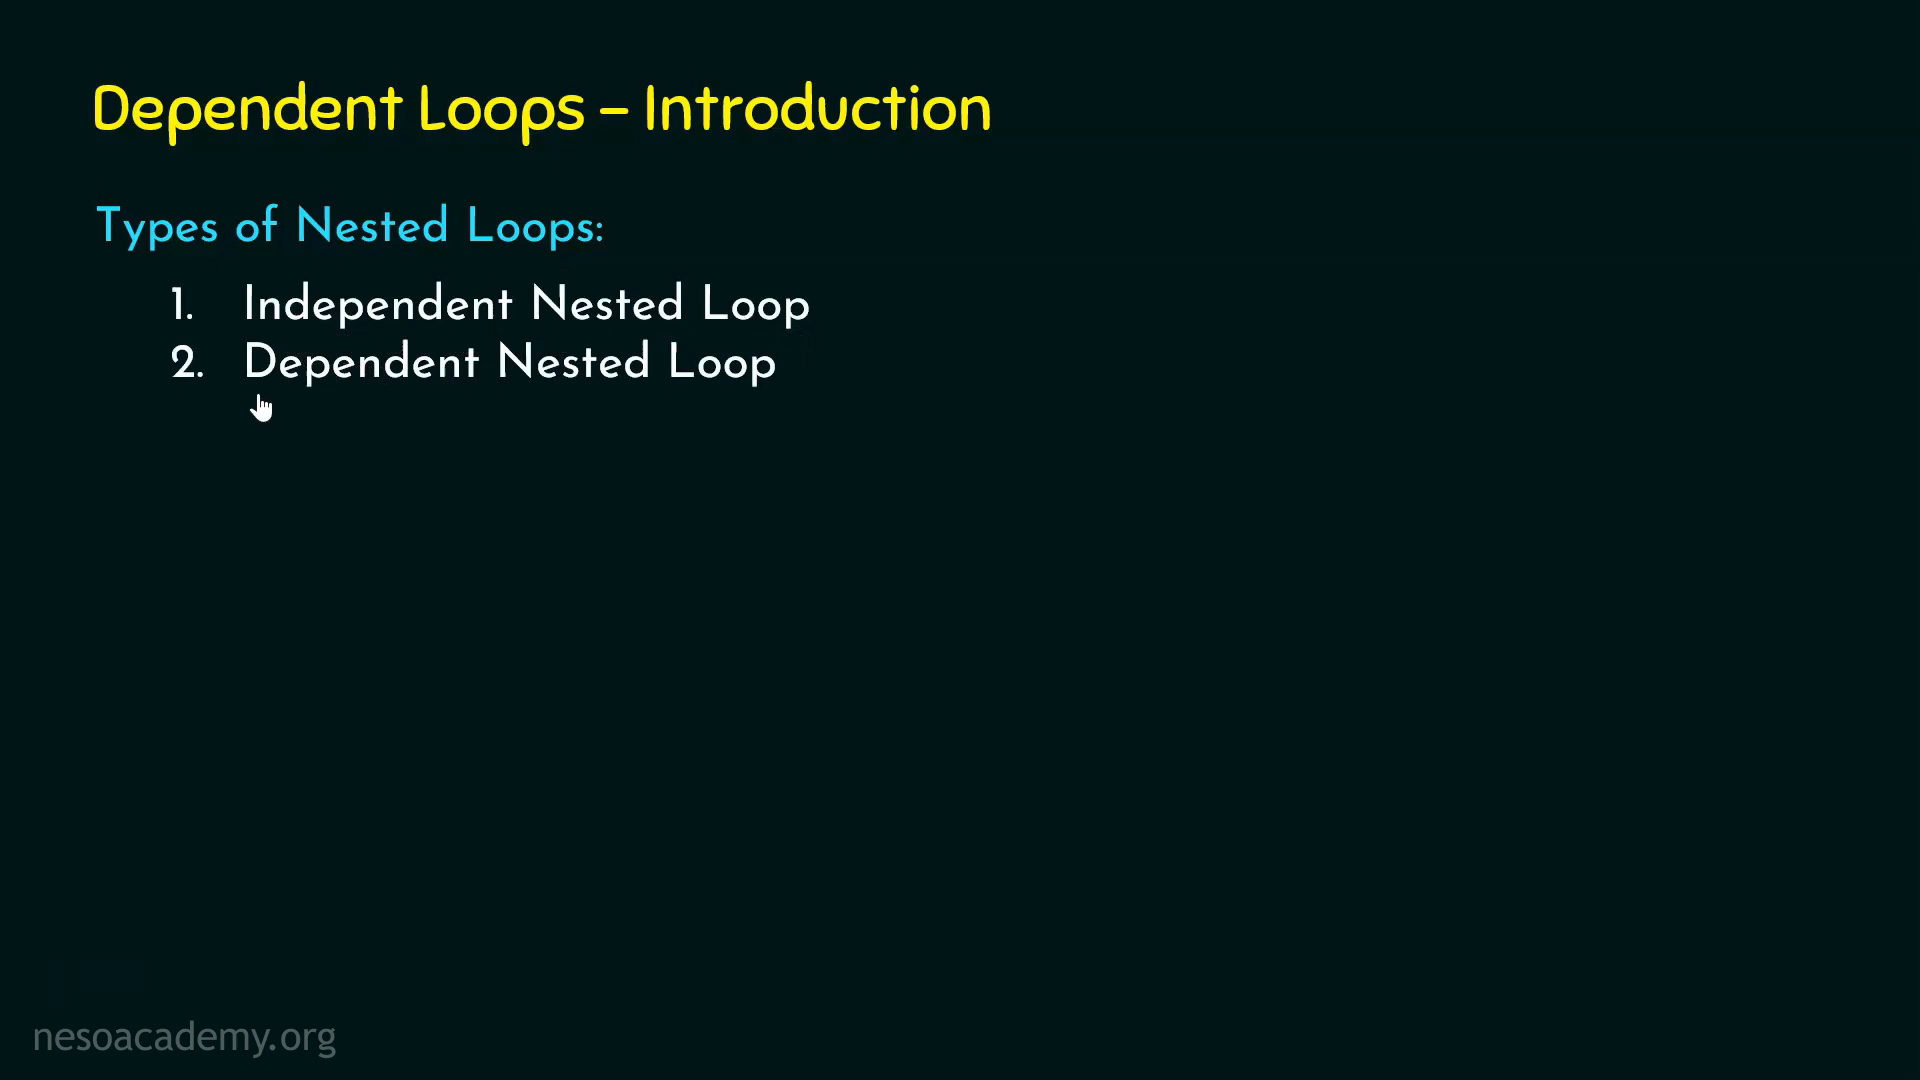 Dependent Loops – Introduction
Types of Nested Loops:
1. Independent Nested Loop
2. Dependent Nested Loop
nesoacademy.org